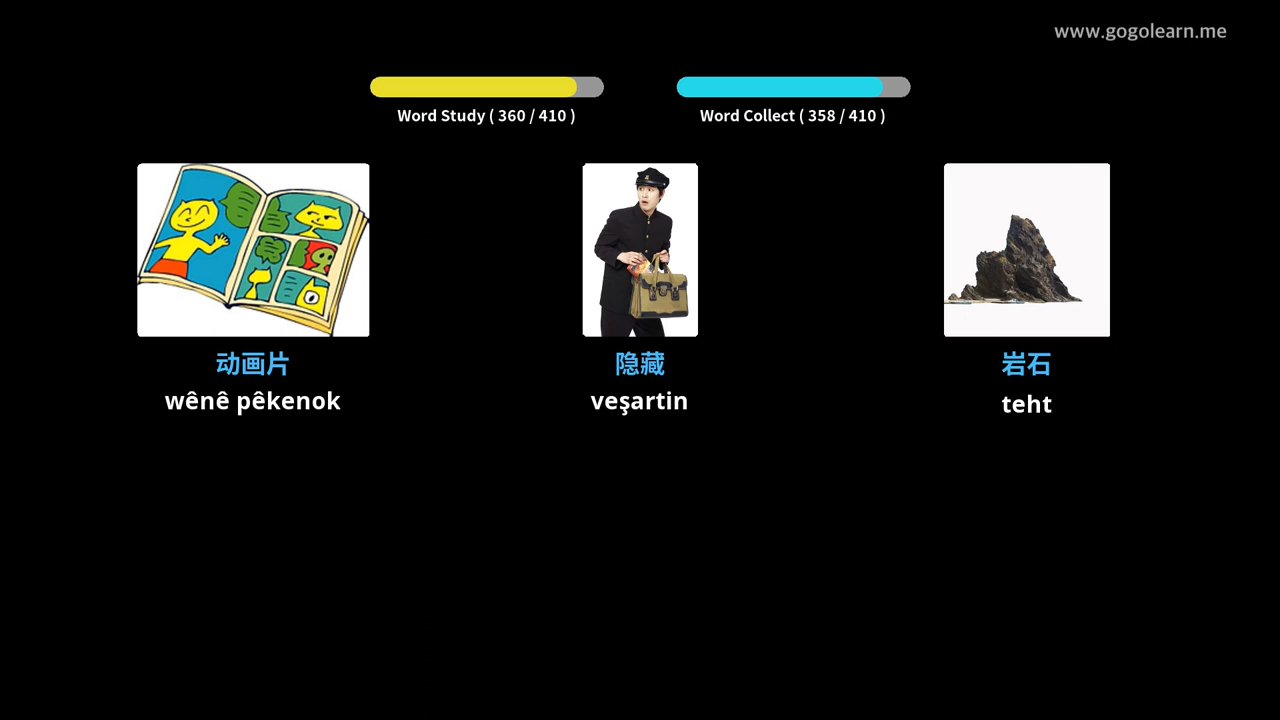 www.gogolearn.me
Word Study ( 360 / 410 )
Word Collect ( 358 / 410 )
动画片
隐藏
岩石
wênê pêkenok
veşartin
teht